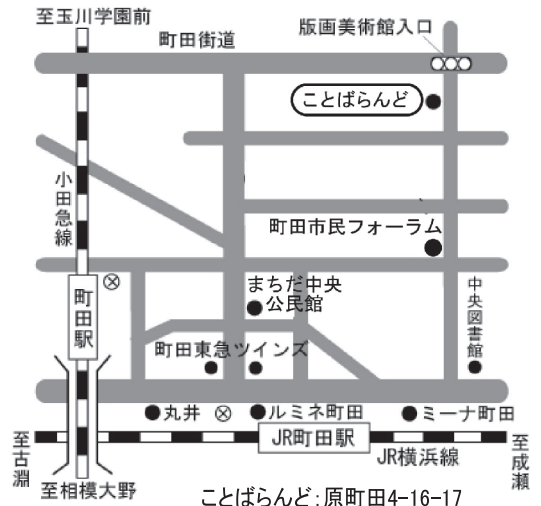 至玉川学園前
町田街道
版画美術館入口
ことばらんど
小田急線
町田市民フォーラム
町田駅
まちだ中央
公民館
中央図書館
町田東急ツインズ
丸井
ルミネ町田
ミーナ町田
至古淵
JR町田駅
JR横浜線
至成瀬
至相模大野
ことばらんど:原町田4-16-17